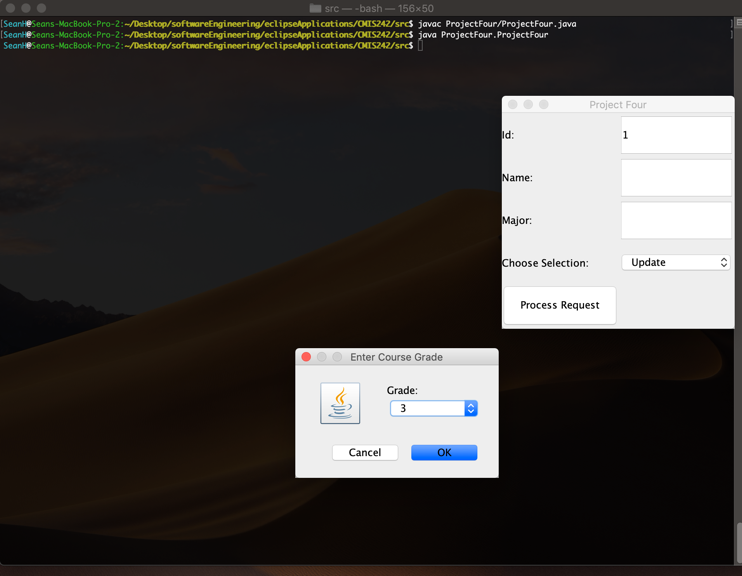 src — -bash — 156×50
[SeanH@Seans-MacBook-Pro-2:~/Desktop/softwareEngineering/eclipseApplications/CMIS242/src$ javac ProjectFour/ProjectFour.java ]
[SeanH@Seans-MacBook-Pro-2:~/Desktop/softwareEngineering/eclipseApplications/CMIS242/src$ java ProjectFour.ProjectFour ]
SeanH@Seans-MacBook-Pro-2:~/Desktop/softwareEngineering/eclipseApplications/CMIS242/src$
Project Four
Id: 1
Name:
Major:
Choose Selection: Update
Process Request
Enter Course Grade
Grade:
3
Cancel OK